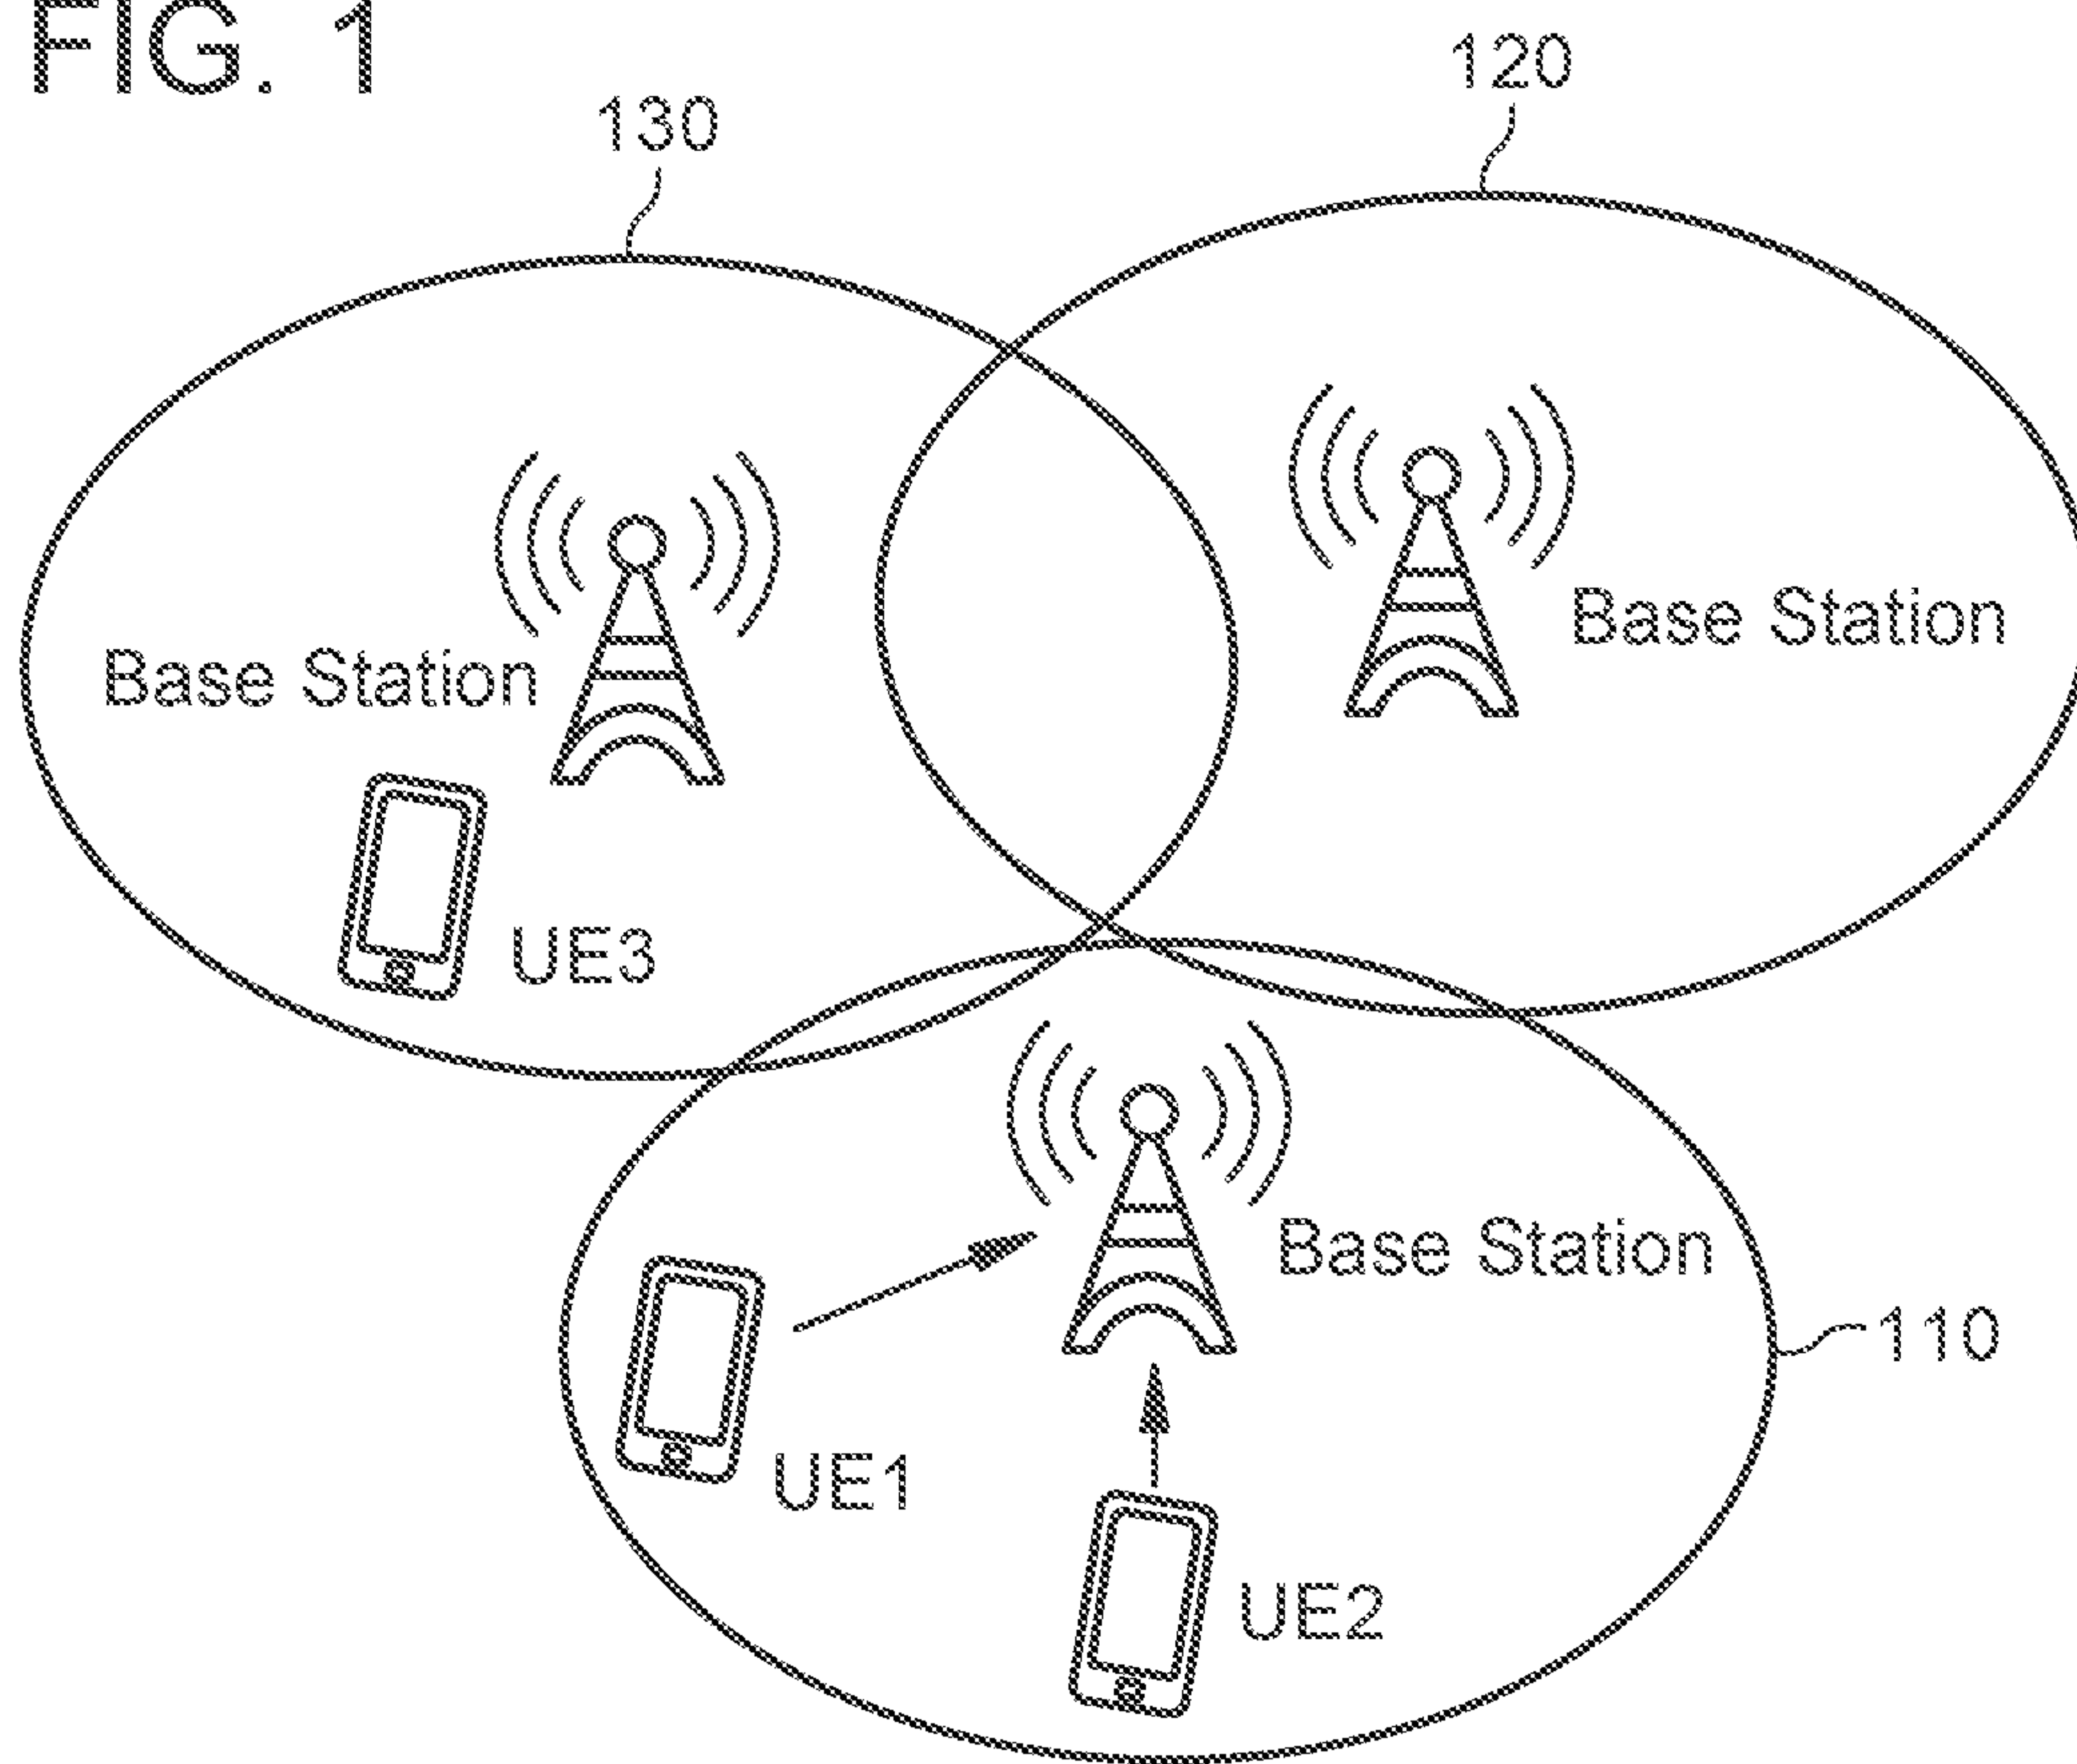 FIG. 1
120
130
Base Station
Base Station
UE3
Base Station
110
UE1
UE2